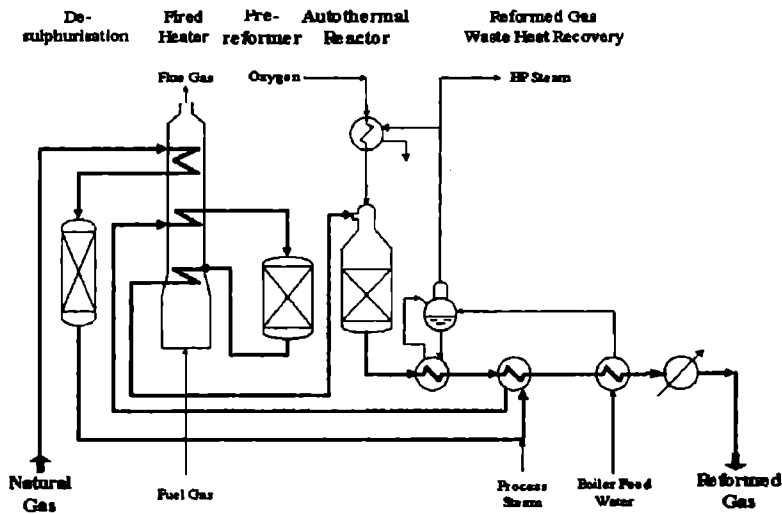 De-
sulphurisation
Fired
Heater
Pre-
reformer
Autothermal
Reactor
Reformed Gas
Waste Heat Recovery
Flue Gas
Oxygen
HP Steam
Natural
Gas
Fuel Gas
Process
Steam
Boiler Feed
Water
Reformed
Gas